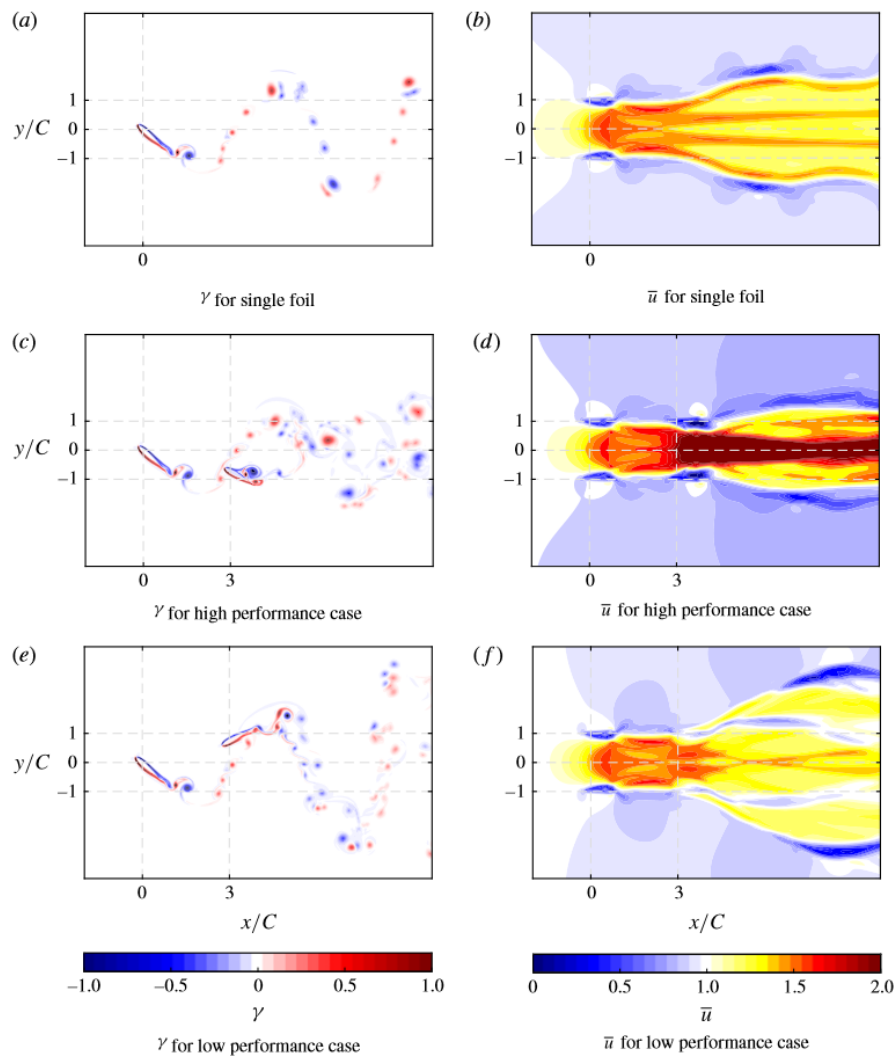 (a) (b)
1 1
y/C 0 0
−1 −1
0 0
γ for single foil u̅ for single foil
(c) (d)
1 1
y/C 0 0
−1 −1
0 3 0 3
γ for high performance case u̅ for high performance case
(e) (f)
1 1
y/C 0 0
−1 −1
0 3 0 3
x/C x/C
−1.0 −0.5 0 0.5 1.0 0 0.5 1.0 1.5 2.0
γ u̅
γ for low performance case u̅ for low performance case